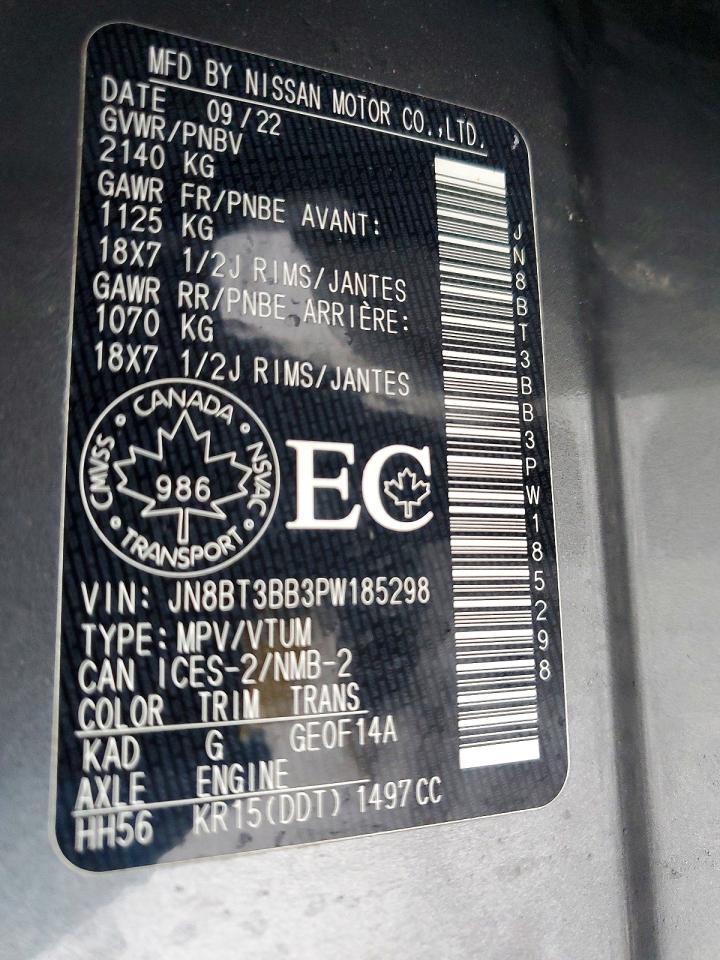 MFD BY NISSAN MOTOR CO.,LTD.
DATE 09/22
GVWR/PNBV
2140 KG
GAWR FR/PNBE AVANT:
1125 KG
18X7 1/2J RIMS/JANTES
GAWR RR/PNBE ARRIÈRE:
1070 KG
18X7 1/2J RIMS/JANTES
CANADA
CMVSS NSVAC
986
TRANSPORT
EC
VIN: JN8BT3BB3PW185298
TYPE: MPV/VTUM
CAN ICES-2/NMB-2
COLOR TRIM TRANS
KAD G GE0F14A
AXLE ENGINE
HH56 KR15(DDT) 1497CC
JN8BT3BB3PW185298